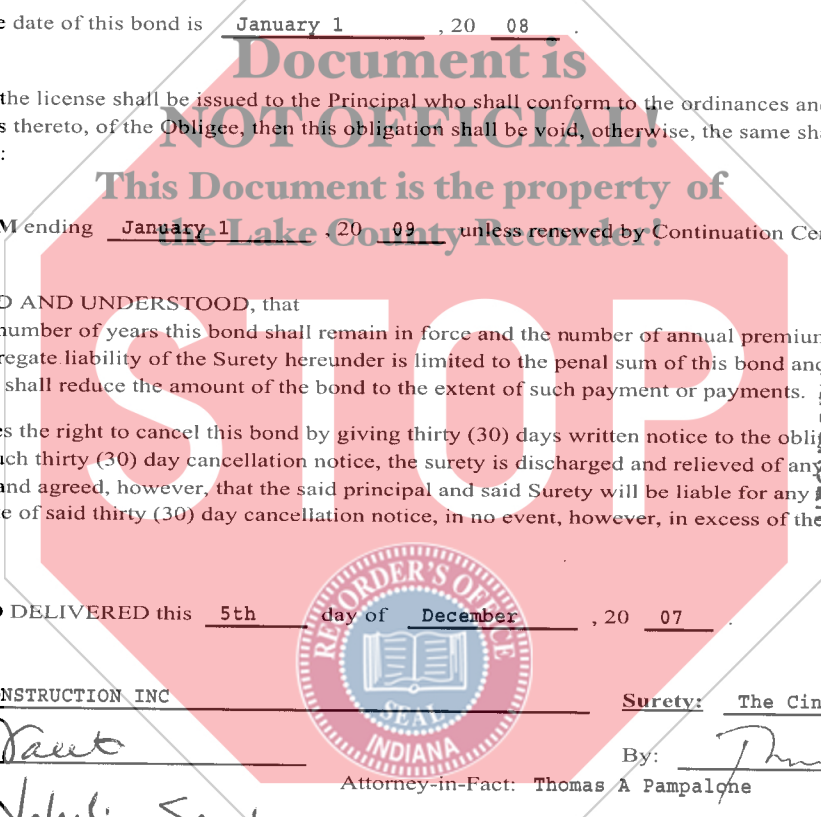 e date of this bond is January 1 , 20 08 .
Document is
the license shall be issued to the Principal who shall conform to the ordinances and
s thereto, of the Obligee, then this obligation shall be void, otherwise, the same sha
NOT OFFICIAL!
:
This Document is the property of
the Lake County Recorder!
M ending January 1 , 20 09 unless renewed by Continuation Cer
D AND UNDERSTOOD, that
number of years this bond shall remain in force and the number of annual premium
regate liability of the Surety hereunder is limited to the penal sum of this bond and
shall reduce the amount of the bond to the extent of such payment or payments.
STOP
es the right to cancel this bond by giving thirty (30) days written notice to the oblig
uch thirty (30) day cancellation notice, the surety is discharged and relieved of any
and agreed, however, that the said principal and said Surety will be liable for any
e of said thirty (30) day cancellation notice, in no event, however, in excess of the
RECORDER'S OFFICE
SEAL
INDIANA
D DELIVERED this 5th day of December , 20 07 .
NSTRUCTION INC
Surety: The Cin
By:
Attorney-in-Fact: Thomas A Pampalone